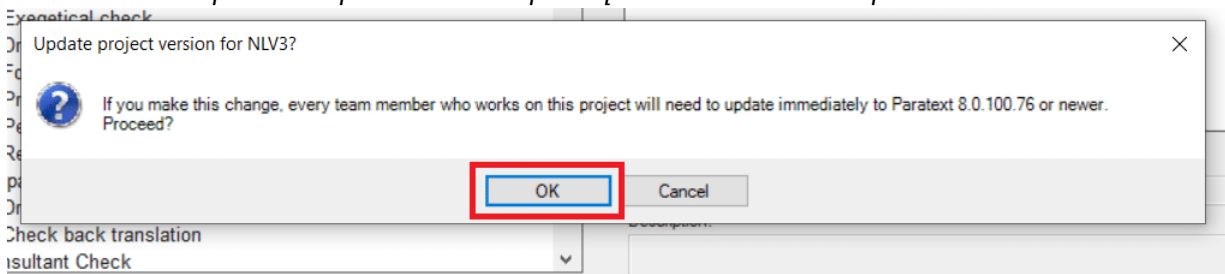 Exegetical check
Update project version for NLV3?
If you make this change, every team member who works on this project will need to update immediately to Paratext 8.0.100.76 or newer.
Proceed?
OK Cancel
Check back translation
Check